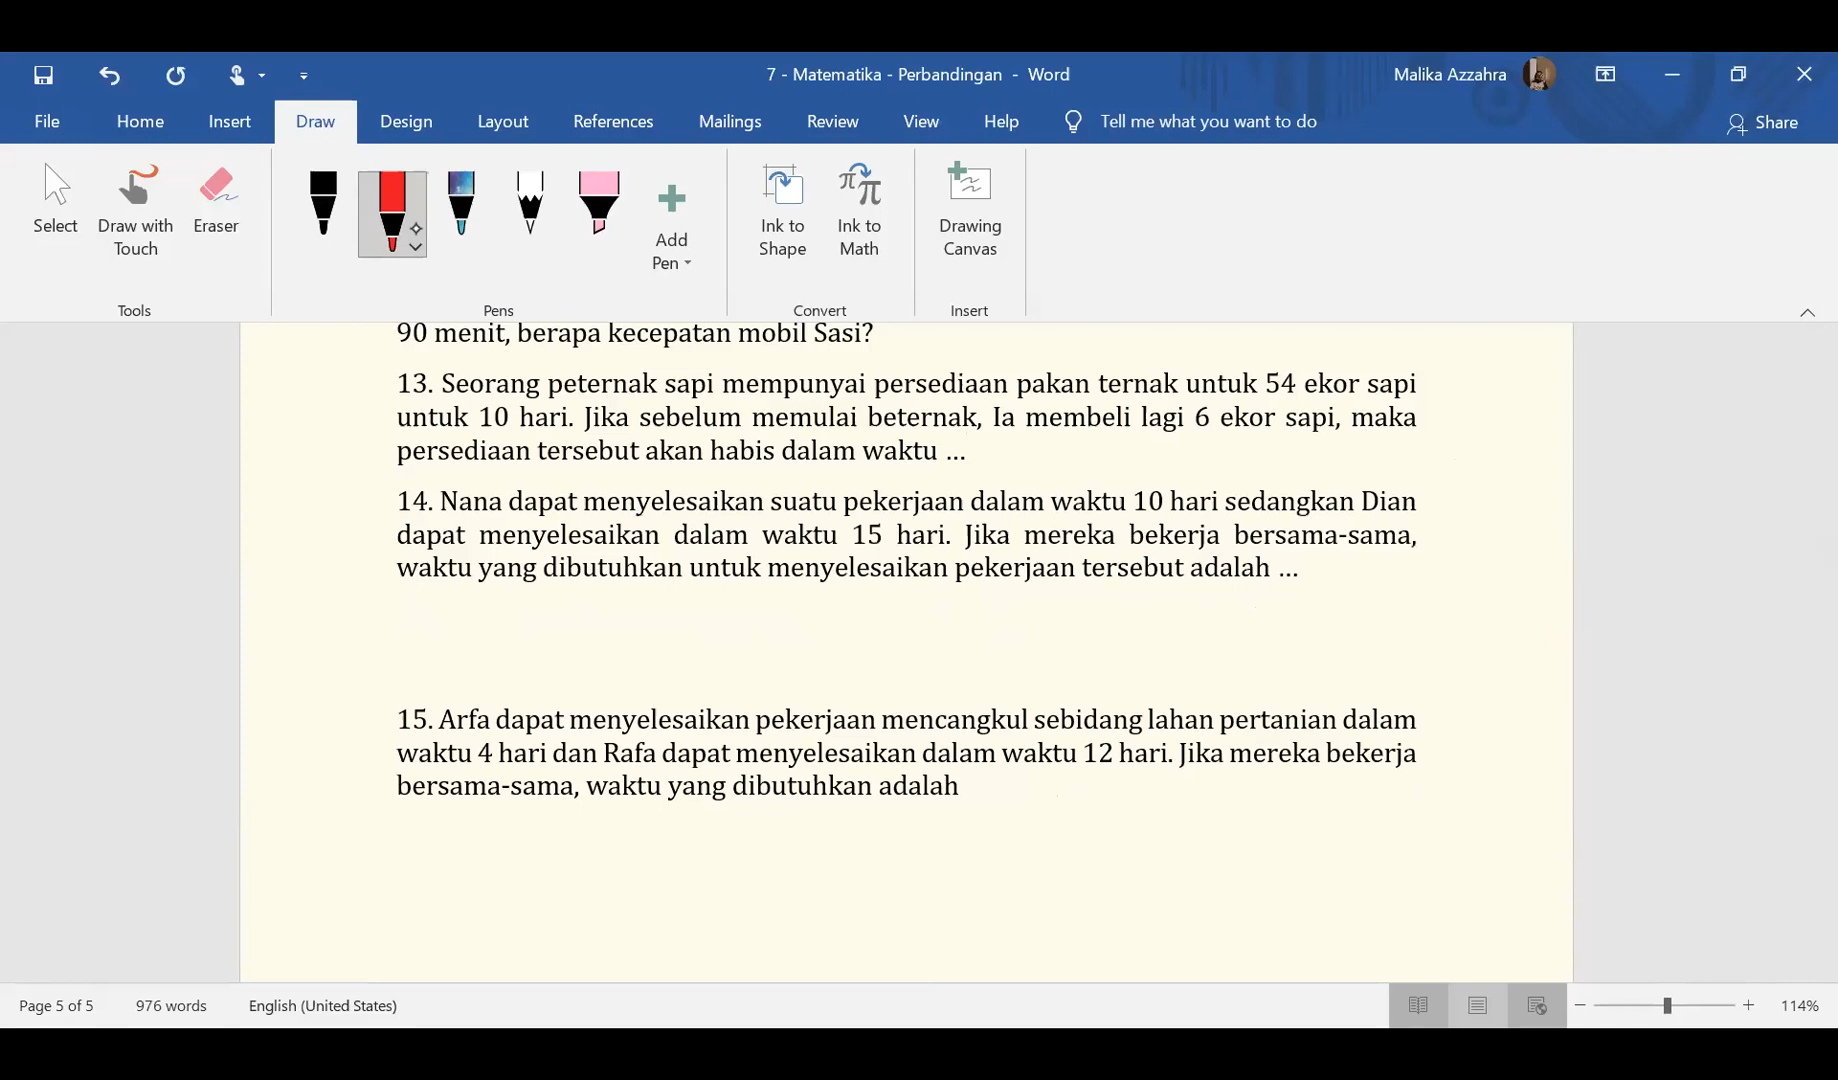 7 - Matematika - Perbandingan - Word
Malika Azzahra
File Home Insert Draw Design Layout References Mailings Review View Help Tell me what you want to do Share
Select
Draw with Touch
Eraser
Add Pen
Ink to Shape
Ink to Math
Drawing Canvas
Tools Pens Convert Insert
90 menit, berapa kecepatan mobil Sasi?
13. Seorang peternak sapi mempunyai persediaan pakan ternak untuk 54 ekor sapi
untuk 10 hari. Jika sebelum memulai beternak, Ia membeli lagi 6 ekor sapi, maka
persediaan tersebut akan habis dalam waktu ...
14. Nana dapat menyelesaikan suatu pekerjaan dalam waktu 10 hari sedangkan Dian
dapat menyelesaikan dalam waktu 15 hari. Jika mereka bekerja bersama-sama,
waktu yang dibutuhkan untuk menyelesaikan pekerjaan tersebut adalah ...
15. Arfa dapat menyelesaikan pekerjaan mencangkul sebidang lahan pertanian dalam
waktu 4 hari dan Rafa dapat menyelesaikan dalam waktu 12 hari. Jika mereka bekerja
bersama-sama, waktu yang dibutuhkan adalah
Page 5 of 5 976 words English (United States) 114%